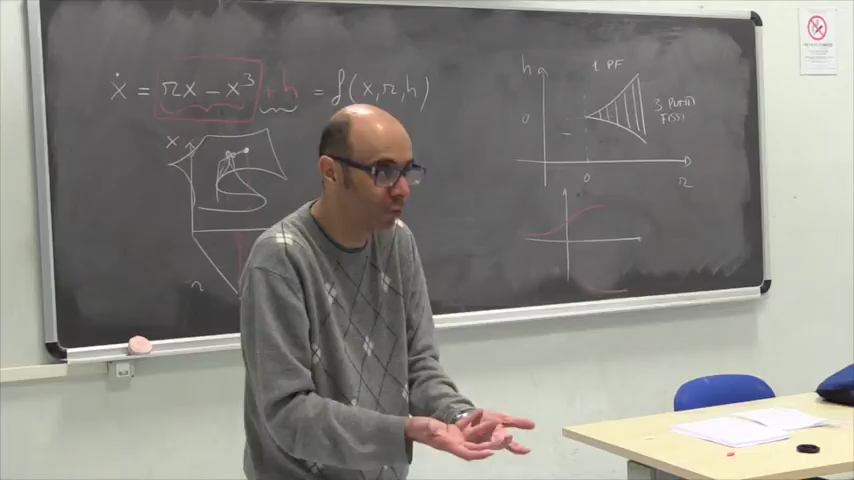 ẋ = rx - x³ + h = f(x,r,h)
x
r
h
1 PF
0
3 PUNTI
FISSI
0
r